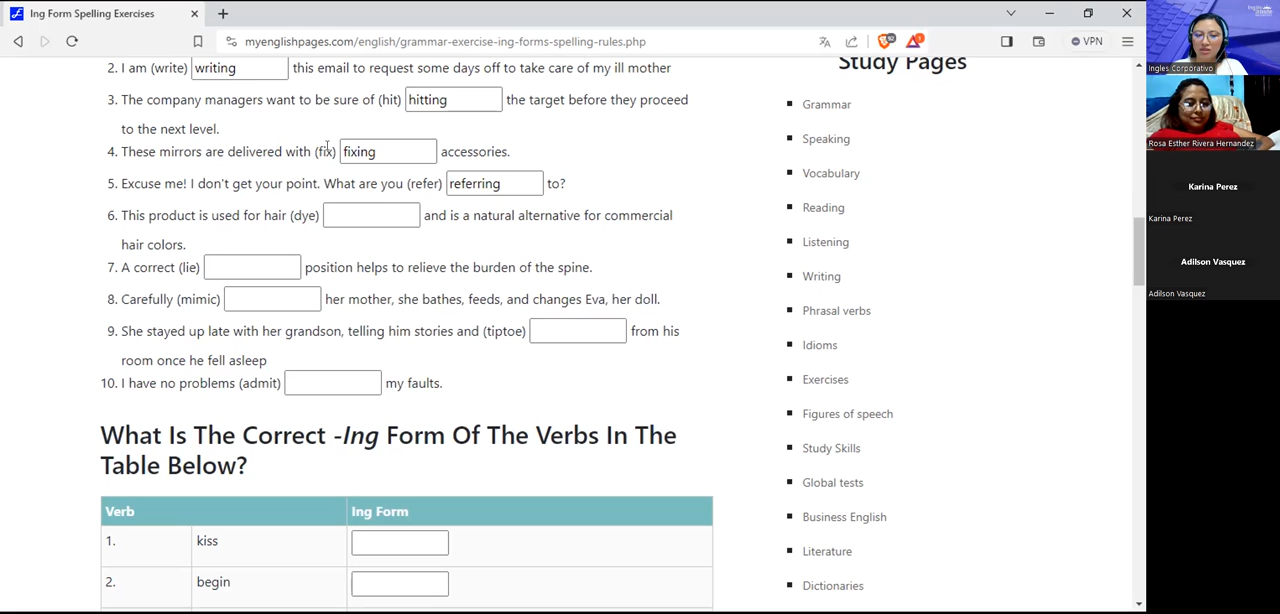 Ing Form Spelling Exercises
myenglishpages.com/english/grammar-exercise-ing-forms-spelling-rules.php
VPN
2. I am (write) writing this email to request some days off to take care of my ill mother
3. The company managers want to be sure of (hit) hitting the target before they proceed
to the next level.
4. These mirrors are delivered with (fix) fixing accessories.
5. Excuse me! I don't get your point. What are you (refer) referring to?
6. This product is used for hair (dye) and is a natural alternative for commercial
hair colors.
7. A correct (lie) position helps to relieve the burden of the spine.
8. Carefully (mimic) her mother, she bathes, feeds, and changes Eva, her doll.
9. She stayed up late with her grandson, telling him stories and (tiptoe) from his
room once he fell asleep
10. I have no problems (admit) my faults.
What Is The Correct -Ing Form Of The Verbs In The
Table Below?
Verb Ing Form
1. kiss
2. begin
Study Pages
Grammar
Speaking
Vocabulary
Reading
Listening
Writing
Phrasal verbs
Idioms
Exercises
Figures of speech
Study Skills
Global tests
Business English
Literature
Dictionaries
Ingles Corporativo
Rosa Esther Rivera Hernandez
Karina Perez
Karina Perez
Adilson Vasquez
Adilson Vasquez